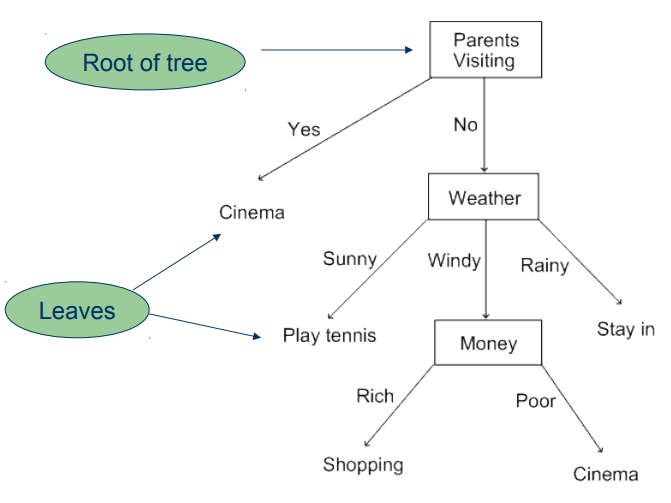 Parents
Visiting
Root of tree
Yes
No
Cinema
Weather
Sunny
Windy
Rainy
Leaves
Play tennis
Stay in
Money
Rich
Poor
Shopping
Cinema